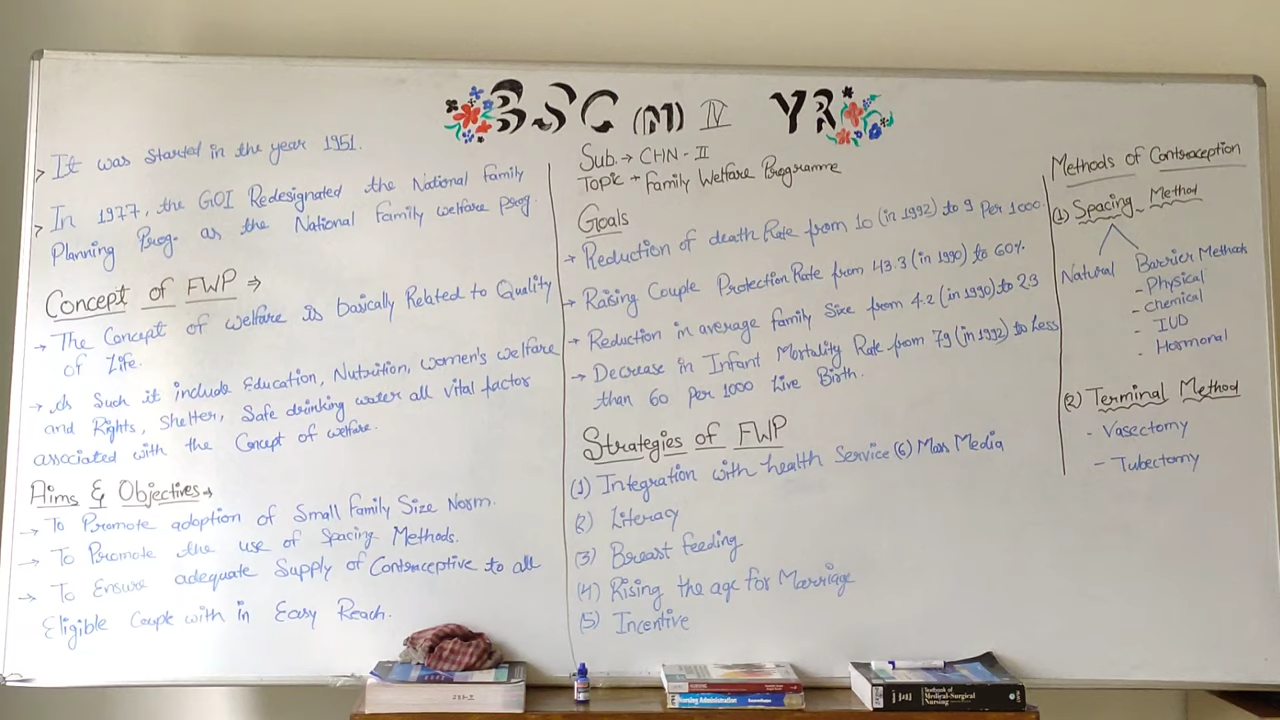 BSC (N) IV YR
> It was started in the year 1951.
> In 1977, the GOI Redesignated the National Family
Planning Prog. as the National Family welfare prog.
Concept of FWP →
→ The Concept of welfare is basically Related to Quality
of Life.
→ As Such it include Education, Nutrition, women's welfare
and Rights, Shelter, Safe drinking water all vital factor
associated with the Concept of welfare.
Aims & Objectives →
→ To Promote adoption of Small Family Size Norm.
→ To Promote the use of Spacing Methods.
→ To Ensure adequate Supply of Contraceptive to all
Eligible Couple with in Easy Reach.
Sub. → CHN - II
Topic → Family Welfare Programme
Goals
→ Reduction of death Rate from 10 (in 1992) to 9 Per 1000.
→ Raising Couple Protection Rate from 43.3 (in 1990) to 60%
→ Reduction in average family Size from 4.2 (in 1990) to 2.3
→ Decrease in Infant Mortality Rate from 79 (in 1992) to Less
than 60 Per 1000 Live Birth.
Strategies of FWP
(1) Integration with health Service (6) Mass Media
(2) Literacy
(3) Breast feeding
(4) Rising the age for Marriage
(5) Incentive
Methods of Contraception
(1) Spacing Method
Natural Barrier Methods
- Physical
- Chemical
- IUD
- Hormonal
(2) Terminal Method
- Vasectomy
- Tubectomy
Nursing Administration
Textbook of
Medical-Surgical
Nursing